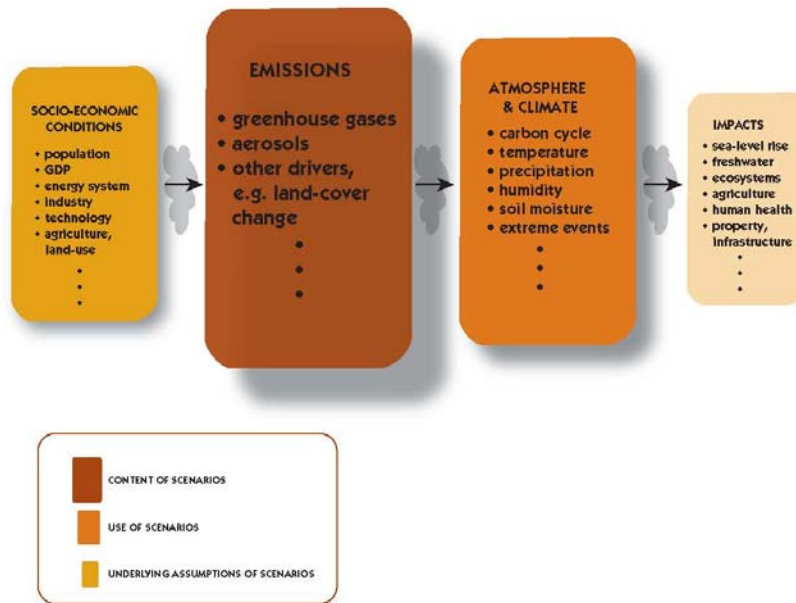 SOCIO-ECONOMIC
CONDITIONS
• population
• GDP
• energy system
• industry
• technology
• agriculture,
land-use
•
•
•
EMISSIONS
• greenhouse gases
• aerosols
• other drivers,
e.g. land-cover
change
•
•
•
ATMOSPHERE
& CLIMATE
• carbon cycle
• temperature
• precipitation
• humidity
• soil moisture
• extreme events
•
•
•
IMPACTS
• sea-level rise
• freshwater
• ecosystems
• agriculture
• human health
• property,
infrastructure
•
•
•
CONTENT OF SCENARIOS
USE OF SCENARIOS
UNDERLYING ASSUMPTIONS OF SCENARIOS